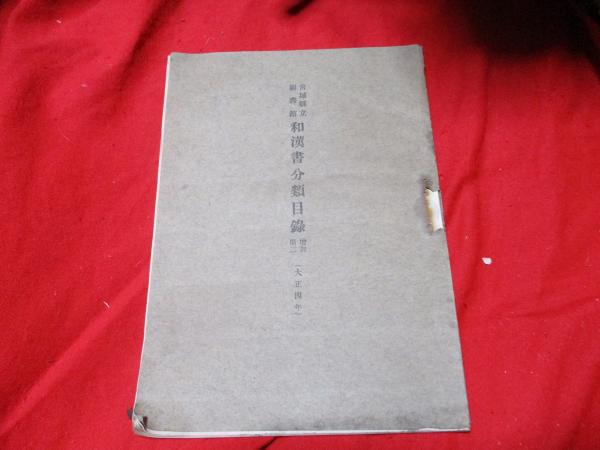 宮城縣立
圖書館
和漢書分類目錄
增加
第二
（大正四年）